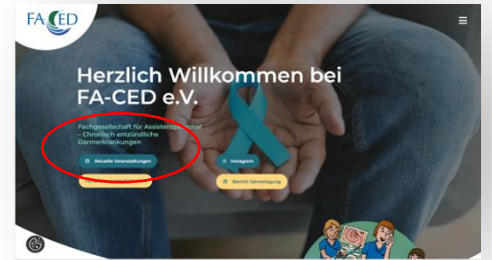 FA CED
Herzlich Willkommen bei
FA-CED e.V.
Fachgesellschaft für Assistenzpersonal
– Chronisch entzündliche
Darmerkrankungen
Aktuelle Veranstaltungen
Instagram
Bericht Jahrestagung